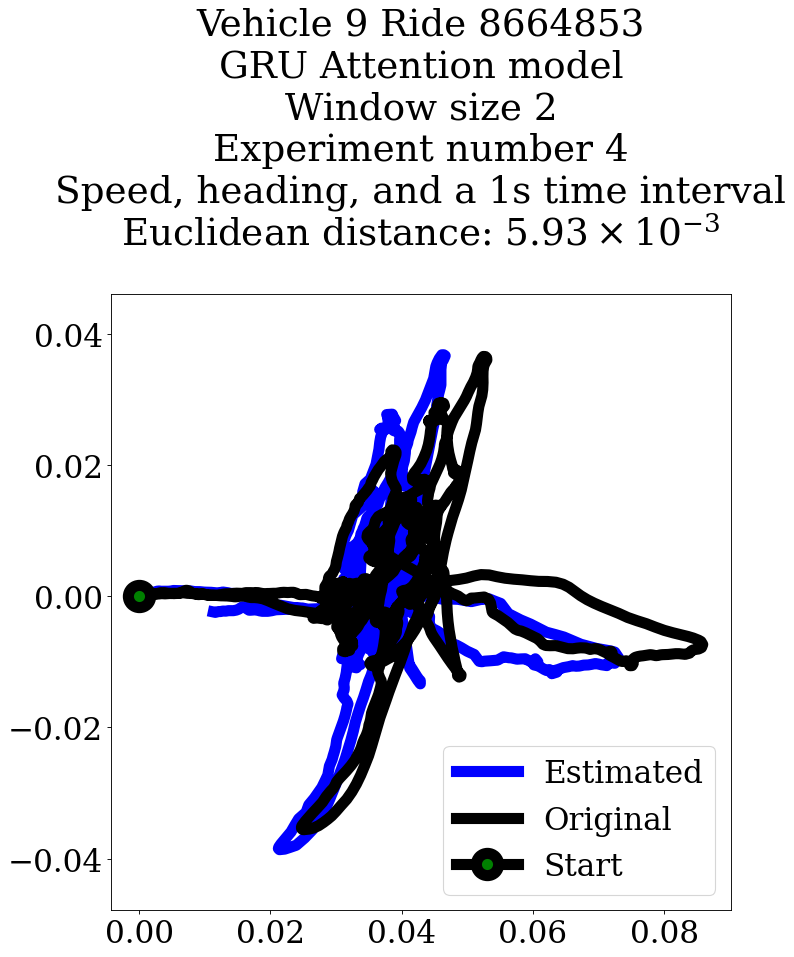 Vehicle 9 Ride 8664853
GRU Attention model
Window size 2
Experiment number 4
Speed, heading, and a 1s time interval
Euclidean distance: 5.93 × 10⁻³
0.04
0.02
0.00
−0.02
−0.04
Estimated
Original
Start
0.00 0.02 0.04 0.06 0.08